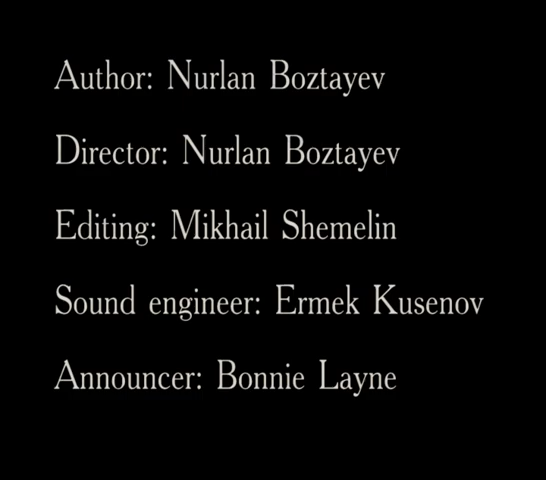 Author: Nurlan Boztayev
Director: Nurlan Boztayev
Editing: Mikhail Shemelin
Sound engineer: Ermek Kusenov
Announcer: Bonnie Layne